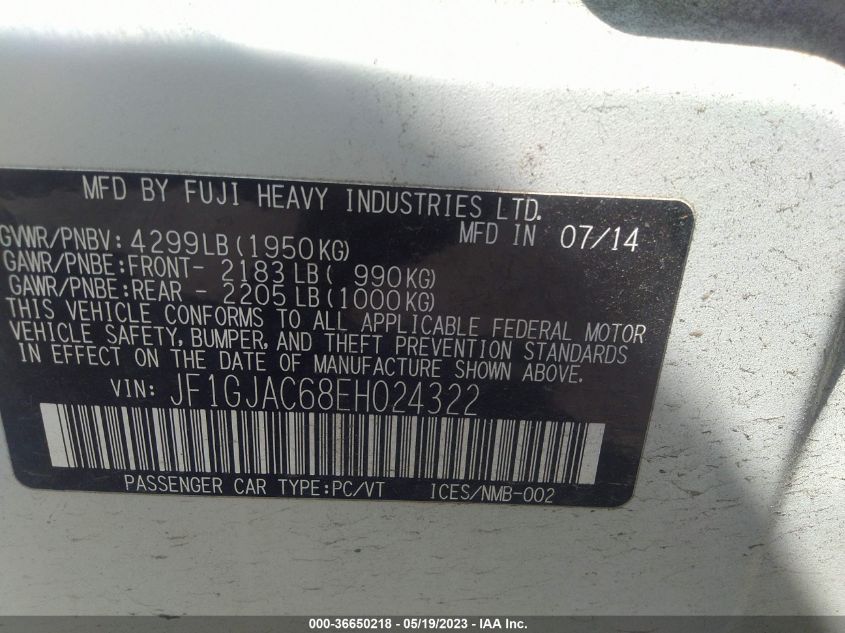 MFD BY FUJI HEAVY INDUSTRIES LTD.
GVWR/PNBV: 4299LB(1950KG) MFD IN 07/14
GAWR/PNBE:FRONT- 2183LB( 990KG)
GAWR/PNBE:REAR - 2205LB(1000KG)
THIS VEHICLE CONFORMS TO ALL APPLICABLE FEDERAL MOTOR
VEHICLE SAFETY, BUMPER, AND THEFT PREVENTION STANDARDS
IN EFFECT ON THE DATE OF MANUFACTURE SHOWN ABOVE.
VIN: JF1GJAC68EH024322
PASSENGER CAR TYPE:PC/VT ICES/NMB-002
000-36650218 - 05/19/2023 - IAA Inc.